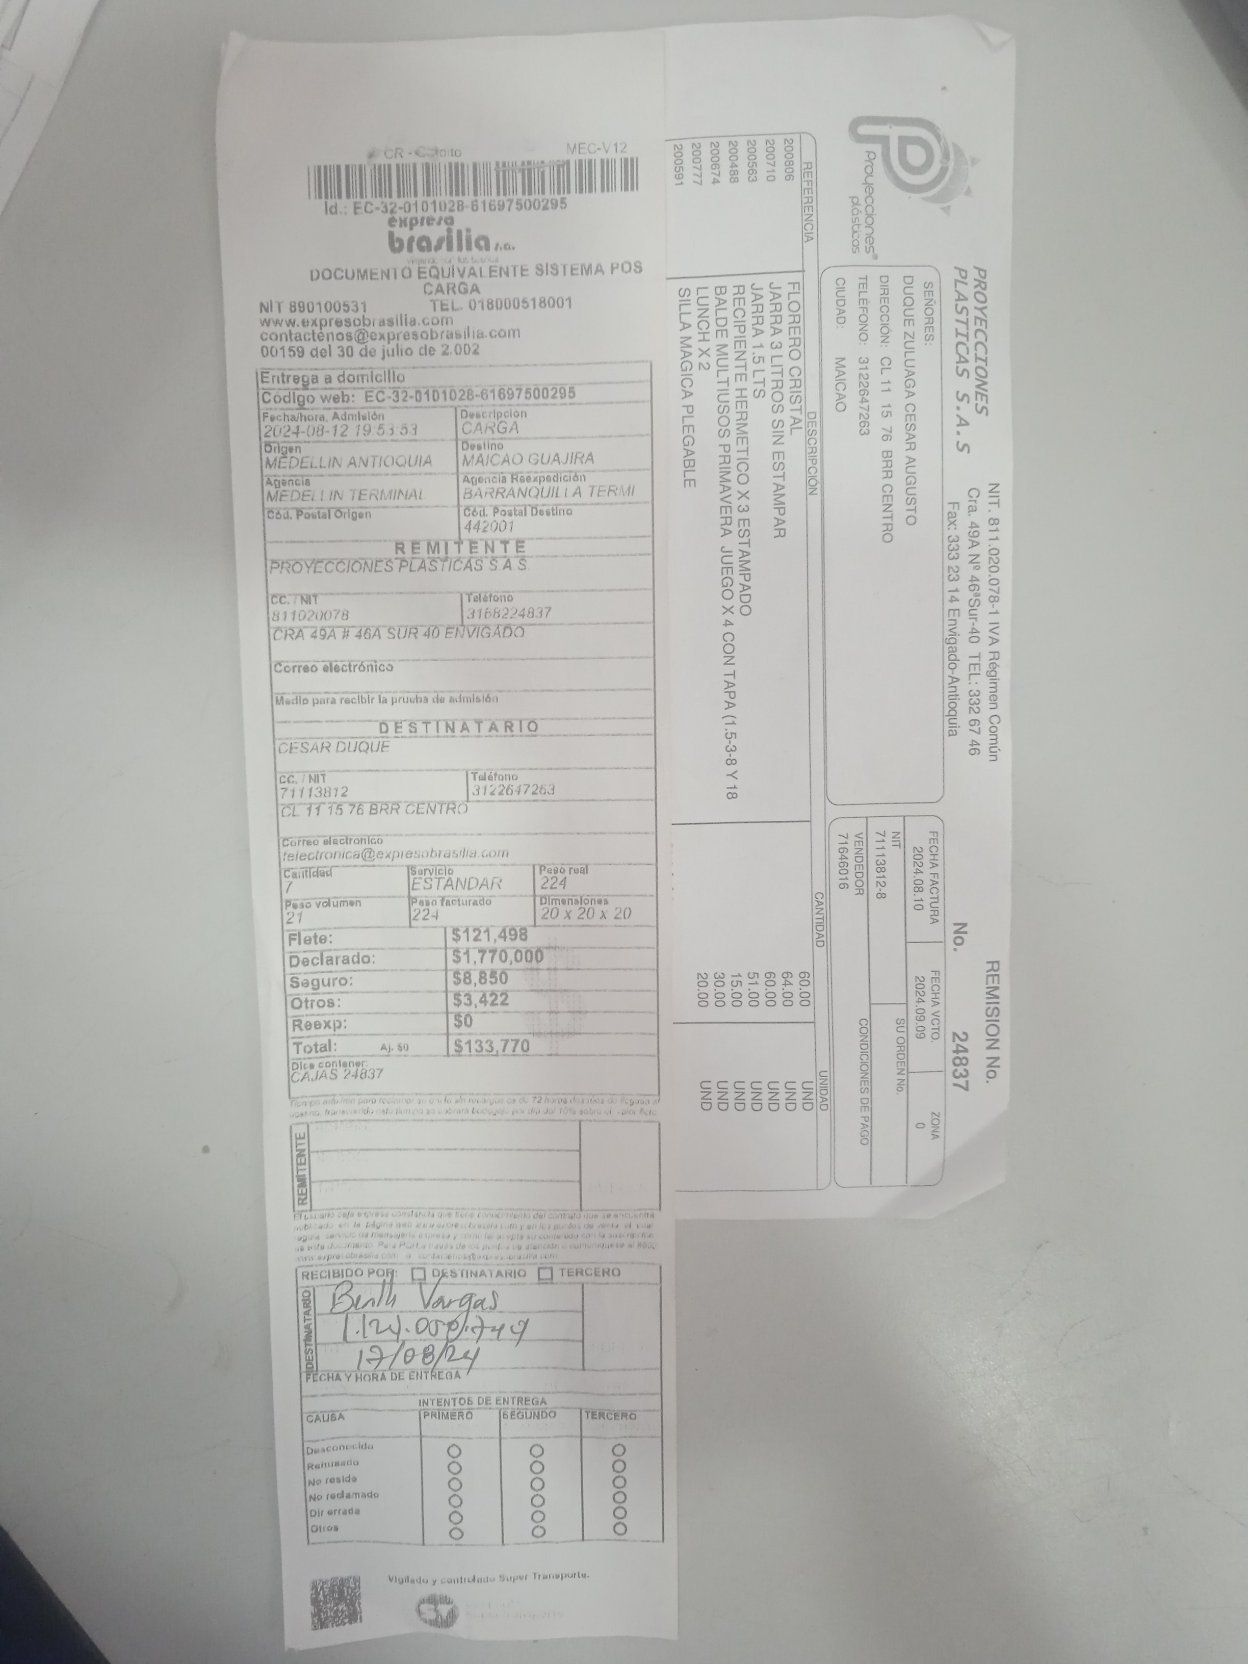 CR -
MEC-V12
Id.: EC-32-0101028-61697500295
expreso
brasilia s.a.
DOCUMENTO EQUIVALENTE SISTEMA POS
CARGA
NIT 890100531 TEL. 018000518001
www.expresobrasilia.com
contactenos@expresobrasilia.com
00159 del 30 de julio de 2.002
Entrega a domicilio
Código web: EC-32-0101028-61697500295
Fecha/hora. Admisión Descripcion
2024-08-12 19:53:53 CARGA
Origen Destino
MEDELLIN ANTIOQUIA MAICAO GUAJIRA
Agencia Agencia Reexpedición
MEDELLIN TERMINAL BARRANQUILLA TERMI
Cód. Postal Origen Cód. Postal Destino
442001
REMITENTE
PROYECCIONES PLASTICAS S.A.S.
CC. / NIT Teléfono
811020078 3168224837
CRA 49A # 46A SUR 40 ENVIGADO
Correo electrónico
Medio para recibir la prueba de admisión
DESTINATARIO
CESAR DUQUE
CC. / NIT Teléfono
71113812 3122647263
CL 11 15 76 BRR CENTRO
Correo electronico
felectronica@expresobrasilia.com
Cantidad Servicio Peso real
7 ESTANDAR 224
Peso volumen Peso facturado Dimensiones
21 224 20 x 20 x 20
Flete: $121,498
Declarado: $1,770,000
Seguro: $8,850
Otros: $3,422
Reexp: $0
Total: Aj. $0 $133,770
Dice contener:
CAJAS 24837
REMITENTE
RECIBIDO POR: DESTINATARIO TERCERO
DESTINATARIO
Vargas
17/08/24
FECHA Y HORA DE ENTREGA
INTENTOS DE ENTREGA
CAUSA PRIMERO SEGUNDO TERCERO
Desconocido
Rehusado
No reside
No reclamado
Dir errada
Otros
Vigilado y controlado Super Transporte.
Proyecciones®
plásticos
PROYECCIONES
PLASTICAS S.A.S
NIT. 811.020.078-1 IVA Régimen Común
Cra. 49A Nº 46ªSur-40 TEL: 332 67 46
Fax: 333 23 14 Envigado-Antioquia
REMISION No.
No. 24837
SEÑORES:
DUQUE ZULUAGA CESAR AUGUSTO
DIRECCIÓN: CL 11 15 76 BRR CENTRO
TELÉFONO: 3122647263
CIUDAD: MAICAO
FECHA FACTURA FECHA VCTO. ZONA
2024.08.10 2024.09.09 0
NIT SU ORDEN No.
71113812-8
VENDEDOR CONDICIONES DE PAGO
71646016
REFERENCIA DESCRIPCIÓN CANTIDAD UNIDAD
200806 FLORERO CRISTAL 60.00 UND
200710 JARRA 3 LITROS SIN ESTAMPAR 64.00 UND
200563 JARRA 1.5 LTS 60.00 UND
200488 RECIPIENTE HERMETICO X 3 ESTAMPADO 51.00 UND
200674 BALDE MULTIUSOS PRIMAVERA JUEGO X 4 CON TAPA (1.5-3-8 Y 18 15.00 UND
200777 LUNCH X 2 30.00 UND
200591 SILLA MAGICA PLEGABLE 20.00 UND